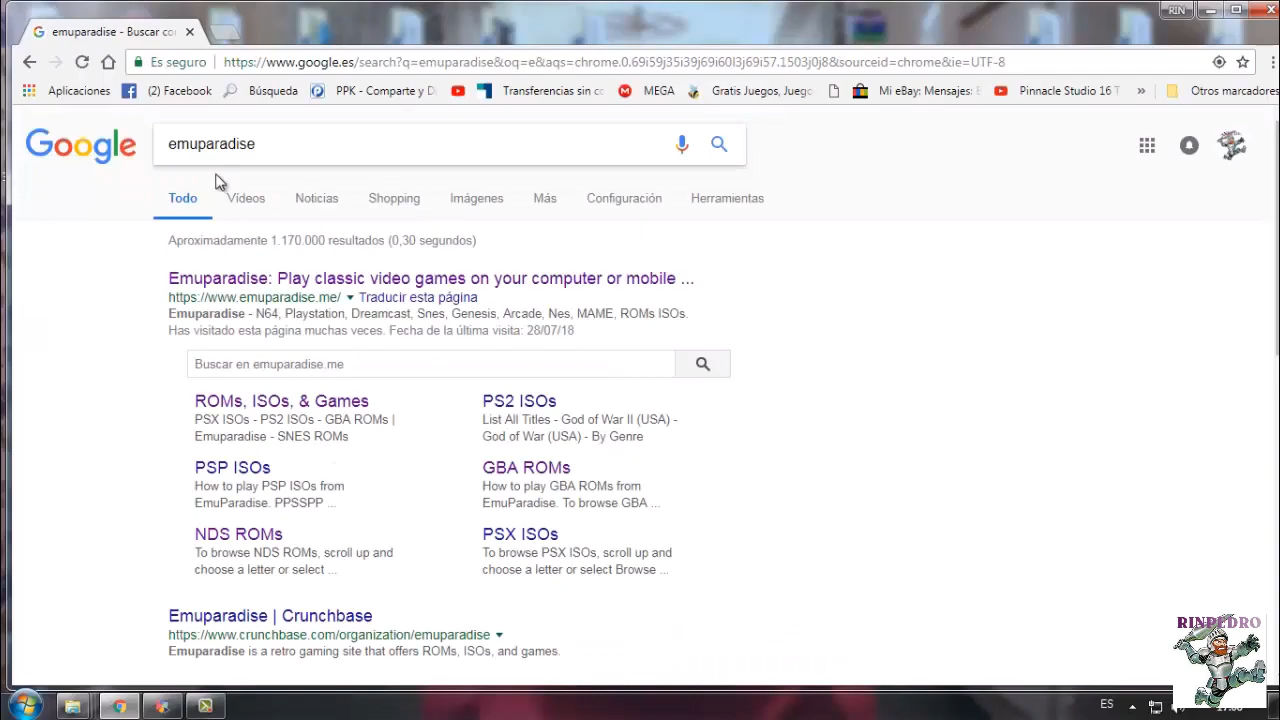 RIN
emuparadise - Buscar co
Es seguro
https://www.google.es/search?q=emuparadise&oq=e&aqs=chrome.0.69i59j35i39j69i60l3j69i57.1503j0j8&sourceid=chrome&ie=UTF-8
Aplicaciones (2) Facebook Búsqueda PPK - Comparte y D Transferencias sin co MEGA Gratis Juegos, Juego Mi eBay: Mensajes: Pinnacle Studio 16 T » Otros marcadores
Google
emuparadise
Todo Vídeos Noticias Shopping Imágenes Más Configuración Herramientas
Aproximadamente 1.170.000 resultados (0,30 segundos)
Emuparadise: Play classic video games on your computer or mobile ...
https://www.emuparadise.me/ Traducir esta página
Emuparadise - N64, Playstation, Dreamcast, Snes, Genesis, Arcade, Nes, MAME, ROMs ISOs.
Has visitado esta página muchas veces. Fecha de la última visita: 28/07/18
Buscar en emuparadise.me
ROMs, ISOs, & Games
PSX ISOs - PS2 ISOs - GBA ROMs |
Emuparadise - SNES ROMs
PS2 ISOs
List All Titles - God of War II (USA) -
God of War (USA) - By Genre
PSP ISOs
How to play PSP ISOs from
EmuParadise. PPSSPP ...
GBA ROMs
How to play GBA ROMs from
EmuParadise. To browse GBA ...
NDS ROMs
To browse NDS ROMs, scroll up and
choose a letter or select ...
PSX ISOs
To browse PSX ISOs, scroll up and
choose a letter or select Browse ...
Emuparadise | Crunchbase
https://www.crunchbase.com/organization/emuparadise
Emuparadise is a retro gaming site that offers ROMs, ISOs, and games.
RINPEDRO
ES